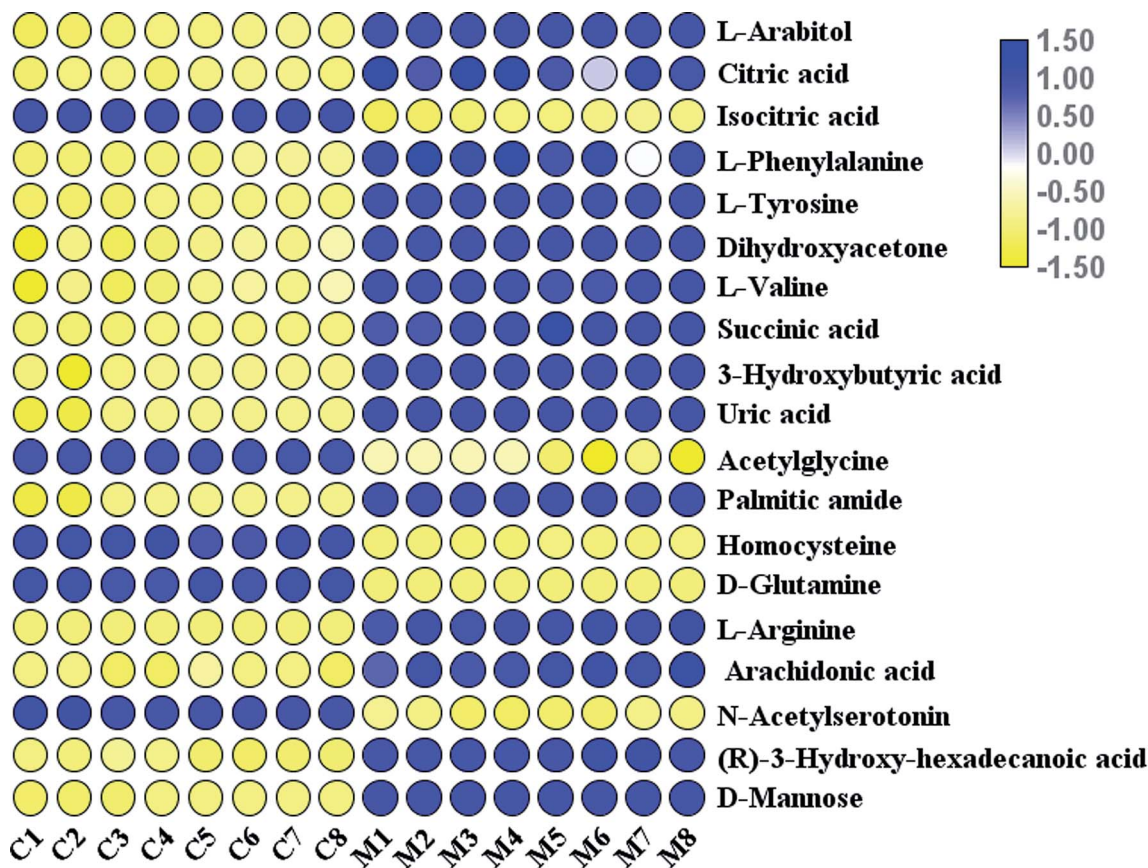 L-Arabitol
Citric acid
Isocitric acid
L-Phenylalanine
L-Tyrosine
Dihydroxyacetone
L-Valine
Succinic acid
3-Hydroxybutyric acid
Uric acid
Acetylglycine
Palmitic amide
Homocysteine
D-Glutamine
L-Arginine
Arachidonic acid
N-Acetylserotonin
(R)-3-Hydroxy-hexadecanoic acid
D-Mannose
1.50
1.00
0.50
0.00
-0.50
-1.00
-1.50
C1 C2 C3 C4 C5 C6 C7 C8 M1 M2 M3 M4 M5 M6 M7 M8